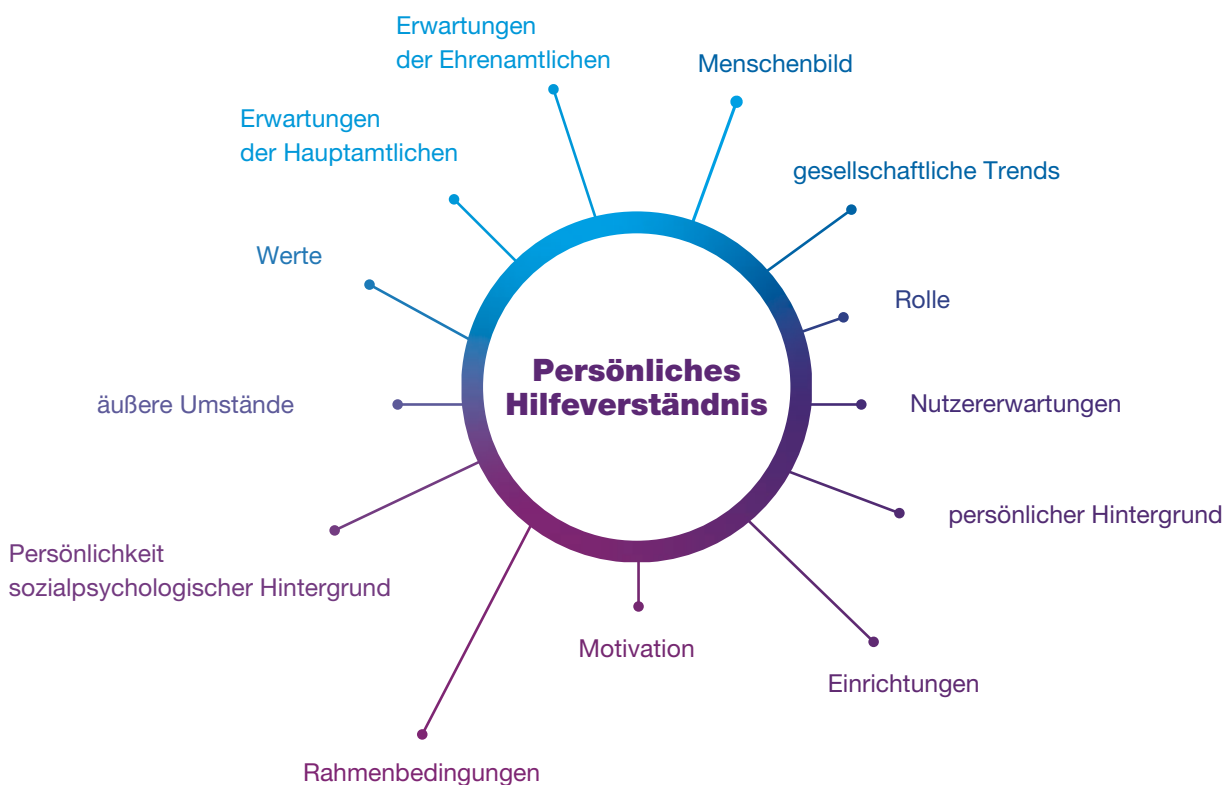 Erwartungen
der Ehrenamtlichen
Menschenbild
Erwartungen
der Hauptamtlichen
gesellschaftliche Trends
Werte
Rolle
Persönliches
Hilfeverständnis
äußere Umstände
Nutzererwartungen
persönlicher Hintergrund
Persönlichkeit
sozialpsychologischer Hintergrund
Motivation
Einrichtungen
Rahmenbedingungen